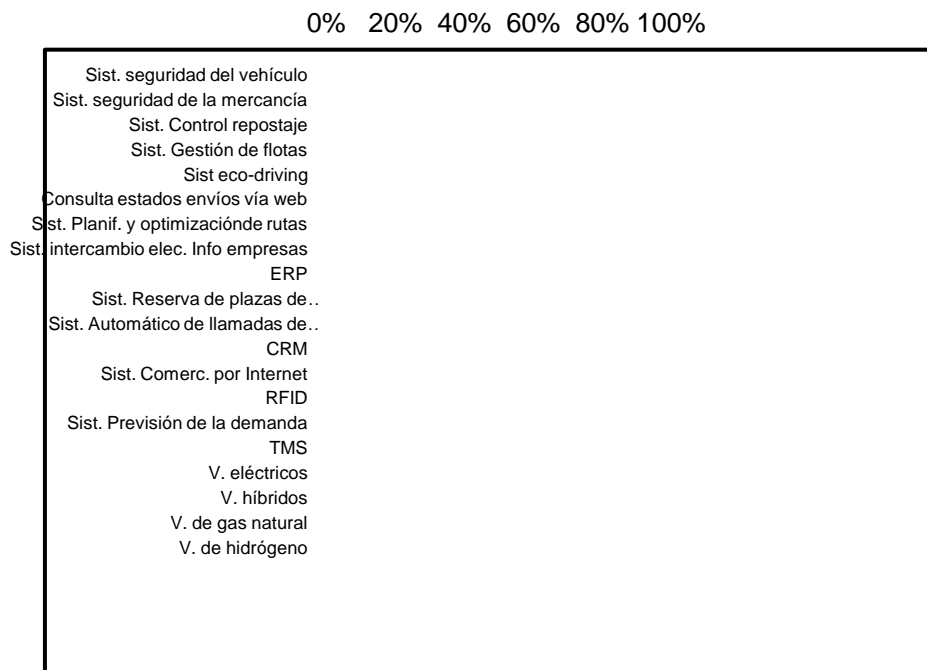 0% 20% 40% 60% 80% 100%
Sist. seguridad del vehículo
Sist. seguridad de la mercancía
Sist. Control repostaje
Sist. Gestión de flotas
Sist eco-driving
Consulta estados envíos vía web
Sist. Planif. y optimizaciónde rutas
Sist. intercambio elec. Info empresas
ERP
Sist. Reserva de plazas de…
Sist. Automático de llamadas de…
CRM
Sist. Comerc. por Internet
RFID
Sist. Previsión de la demanda
TMS
V. eléctricos
V. híbridos
V. de gas natural
V. de hidrógeno